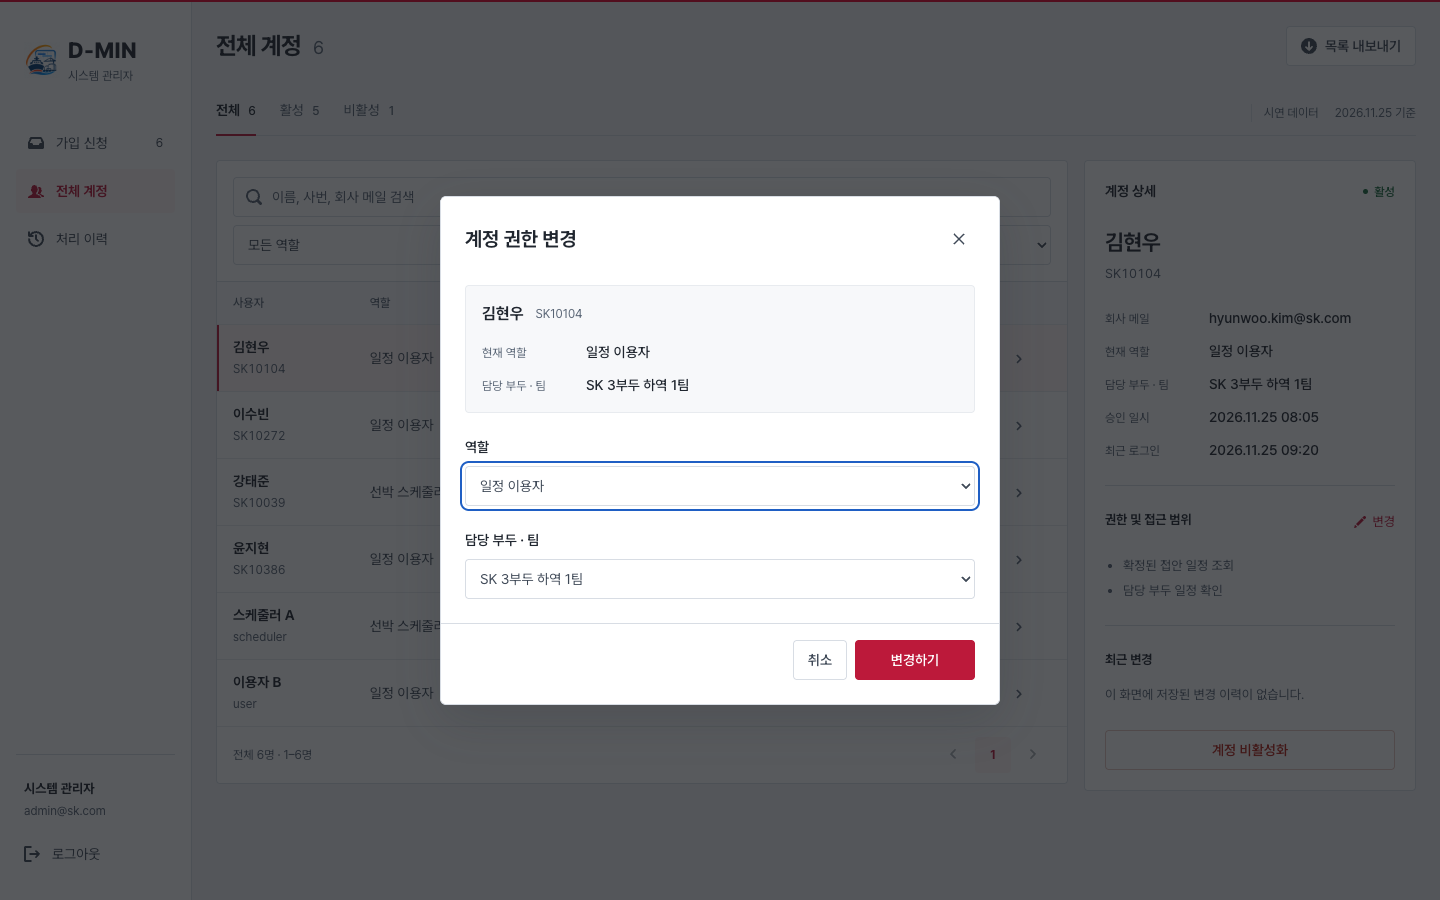 D-MIN
시스템 관리자
가입 신청 6
전체 계정
처리 이력
시스템 관리자
admin@sk.com
로그아웃
전체 계정 6
목록 내보내기
전체 6 활성 5 비활성 1
시연 데이터 2026.11.25 기준
이름, 사번, 회사 메일 검색
모든 역할
사용자 역할
김현우
SK10104
일정 이용자
이수빈
SK10272
일정 이용자
강태준
SK10039
선박 스케줄러
윤지현
SK10386
일정 이용자
스케줄러 A
scheduler
선박 스케줄러
이용자 B
user
일정 이용자
전체 6명 · 1–6명
1
계정 권한 변경
김현우 SK10104
현재 역할 일정 이용자
담당 부두 · 팀 SK 3부두 하역 1팀
역할
일정 이용자
담당 부두 · 팀
SK 3부두 하역 1팀
취소 변경하기
계정 상세 활성
김현우
SK10104
회사 메일 hyunwoo.kim@sk.com
현재 역할 일정 이용자
담당 부두 · 팀 SK 3부두 하역 1팀
승인 일시 2026.11.25 08:05
최근 로그인 2026.11.25 09:20
권한 및 접근 범위 변경
• 확정된 접안 일정 조회
• 담당 부두 일정 확인
최근 변경
이 화면에 저장된 변경 이력이 없습니다.
계정 비활성화